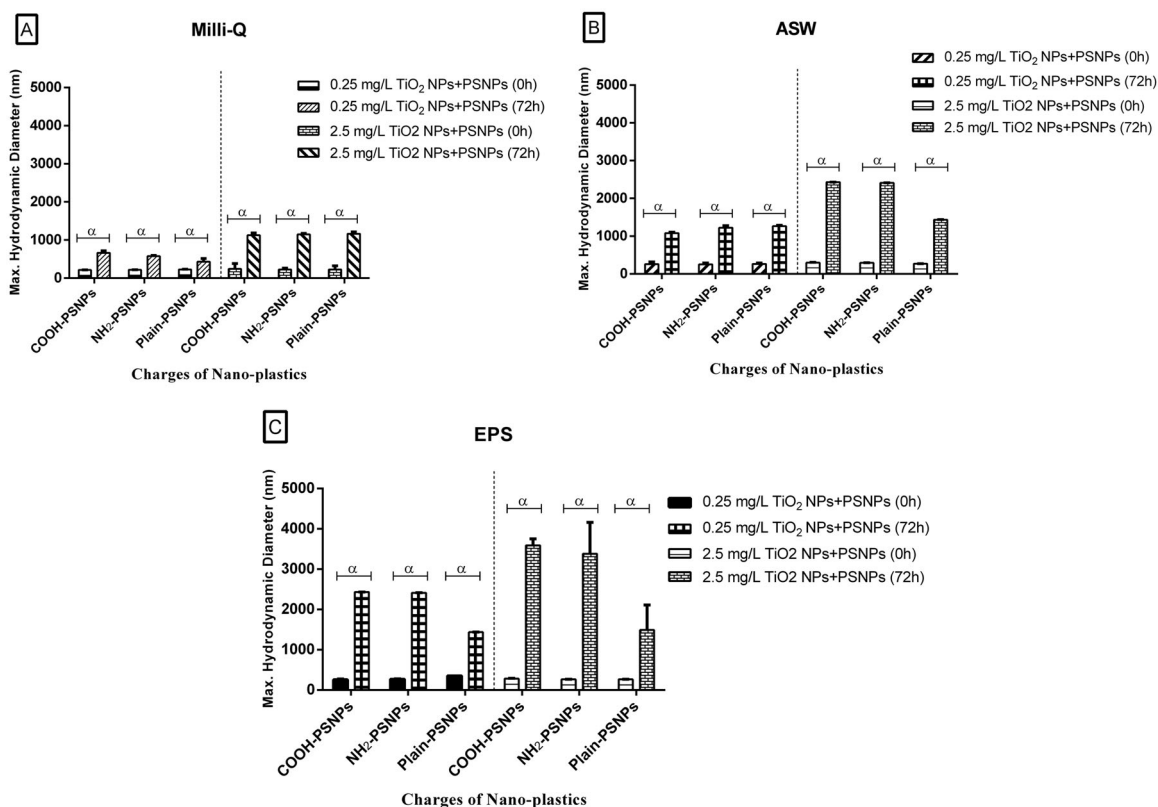 A
Milli-Q
Max. Hydrodynamic Diameter (nm)
5000
4000
3000
2000
1000
0
α
α
α
α
α
α
COOH-PSNPs
NH₂-PSNPs
Plain-PSNPs
COOH-PSNPs
NH₂-PSNPs
Plain-PSNPs
Charges of Nano-plastics
0.25 mg/L TiO₂ NPs+PSNPs (0h)
0.25 mg/L TiO₂ NPs+PSNPs (72h)
2.5 mg/L TiO2 NPs+PSNPs (0h)
2.5 mg/L TiO2 NPs+PSNPs (72h)
B
ASW
Max. Hydrodynamic Diameter (nm)
5000
4000
3000
2000
1000
0
α
α
α
α
α
α
COOH-PSNPs
NH₂-PSNPs
Plain-PSNPs
COOH-PSNPs
NH₂-PSNPs
Plain-PSNPs
Charges of Nano-plastics
0.25 mg/L TiO₂ NPs+PSNPs (0h)
0.25 mg/L TiO₂ NPs+PSNPs (72h)
2.5 mg/L TiO2 NPs+PSNPs (0h)
2.5 mg/L TiO2 NPs+PSNPs (72h)
C
EPS
Max. Hydrodynamic Diameter (nm)
5000
4000
3000
2000
1000
0
α
α
α
α
α
α
COOH-PSNPs
NH₂-PSNPs
Plain-PSNPs
COOH-PSNPs
NH₂-PSNPs
Plain-PSNPs
Charges of Nano-plastics
0.25 mg/L TiO₂ NPs+PSNPs (0h)
0.25 mg/L TiO₂ NPs+PSNPs (72h)
2.5 mg/L TiO2 NPs+PSNPs (0h)
2.5 mg/L TiO2 NPs+PSNPs (72h)